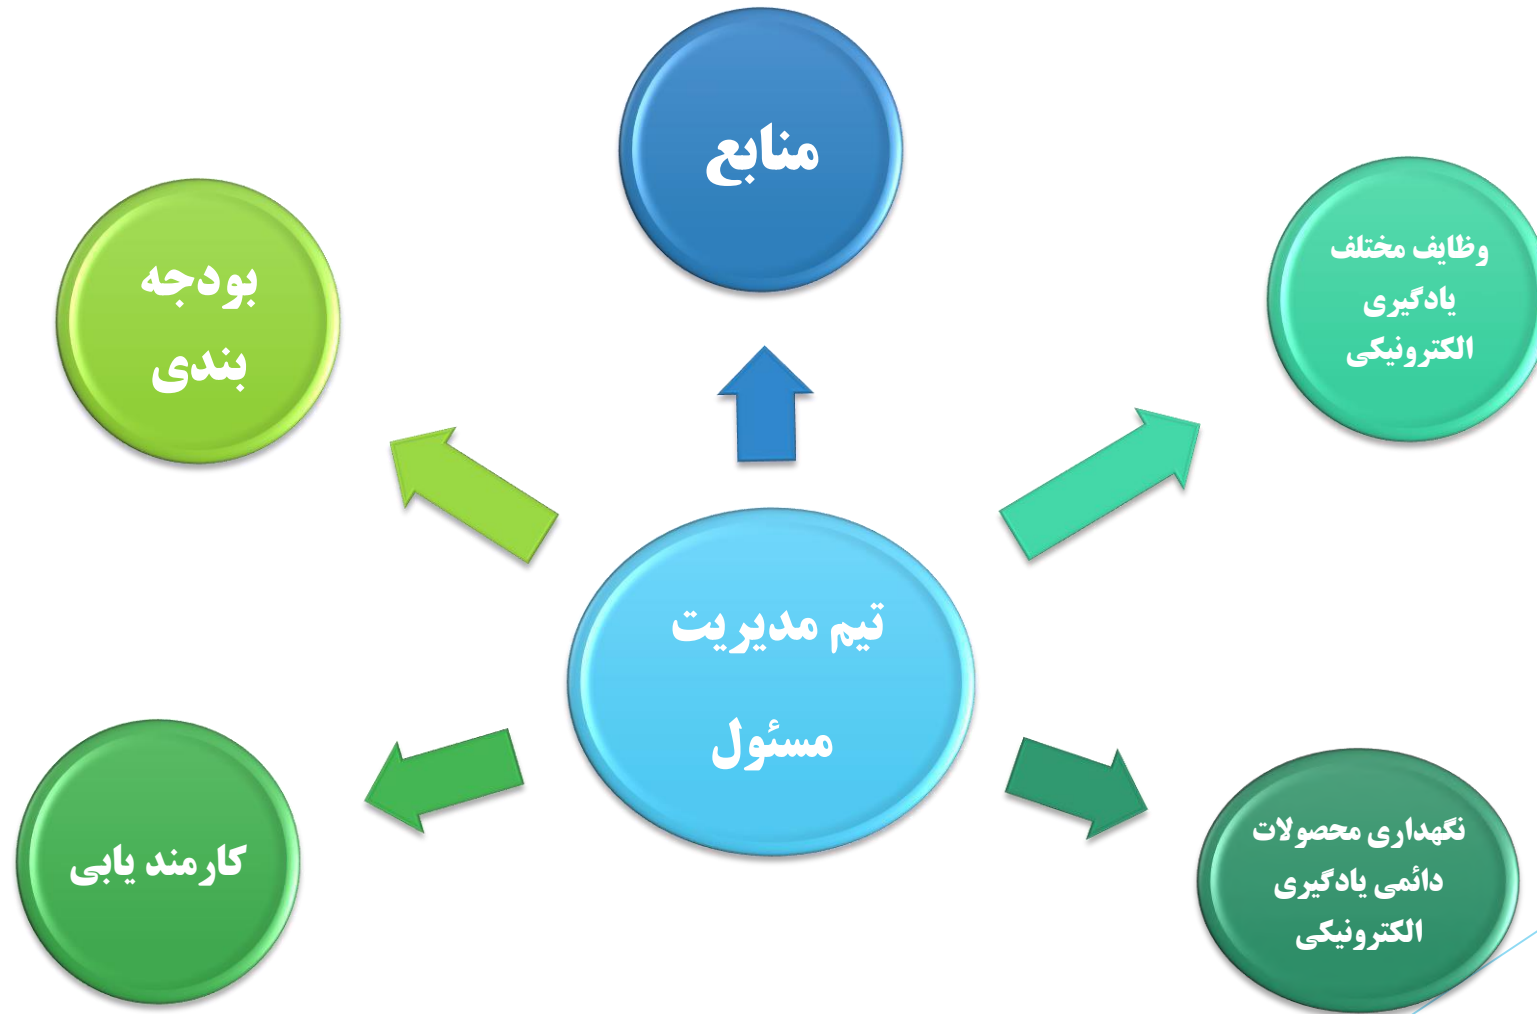 منابع
وظایف مختلف
یادگیری
الکترونیکی
بودجه
بندی
تیم مدیریت
مسئول
نگهداری محصولات
دائمی یادگیری
الکترونیکی
کارمند یابی